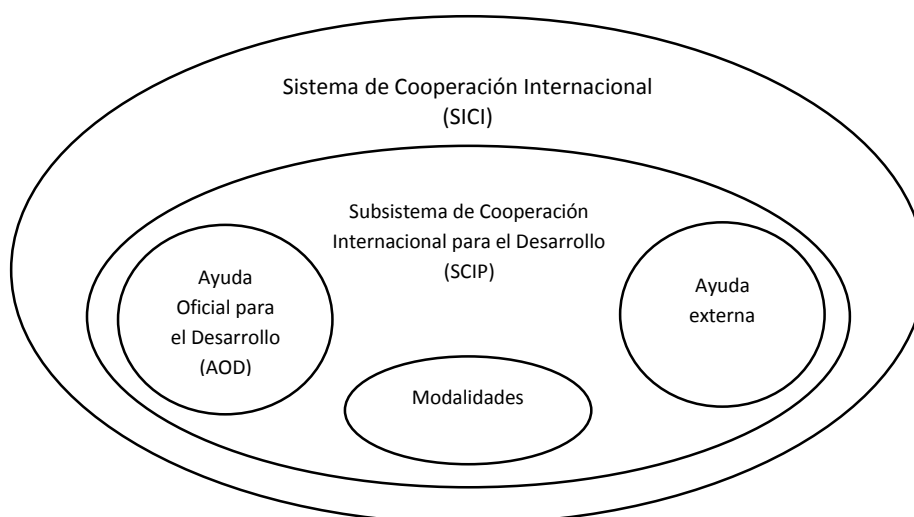 Sistema de Cooperación Internacional
(SICI)
Subsistema de Cooperación
Internacional para el Desarrollo
(SCIP)
Ayuda
Oficial para
el Desarrollo
(AOD)
Ayuda
externa
Modalidades